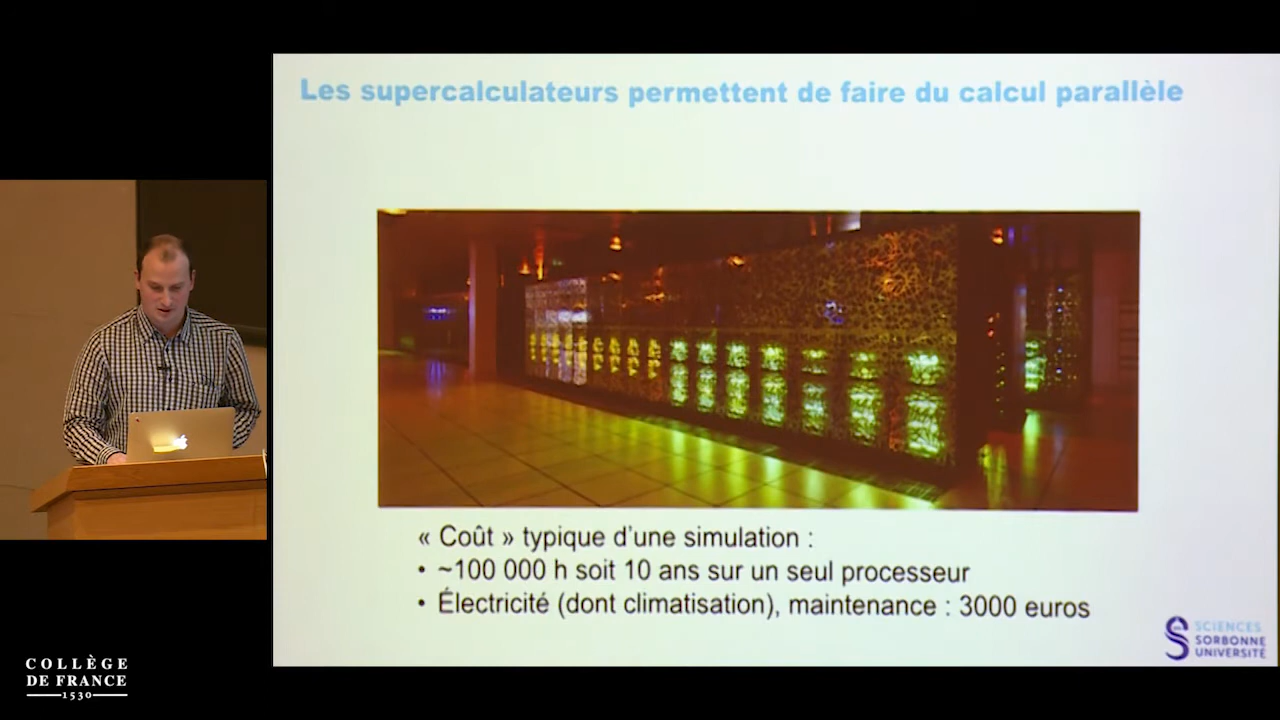 Les supercalculateurs permettent de faire du calcul parallèle
« Coût » typique d'une simulation :
• ~100 000 h soit 10 ans sur un seul processeur
• Électricité (dont climatisation), maintenance : 3000 euros
SCIENCES
SORBONNE
UNIVERSITÉ
COLLÈGE
DE FRANCE
1530